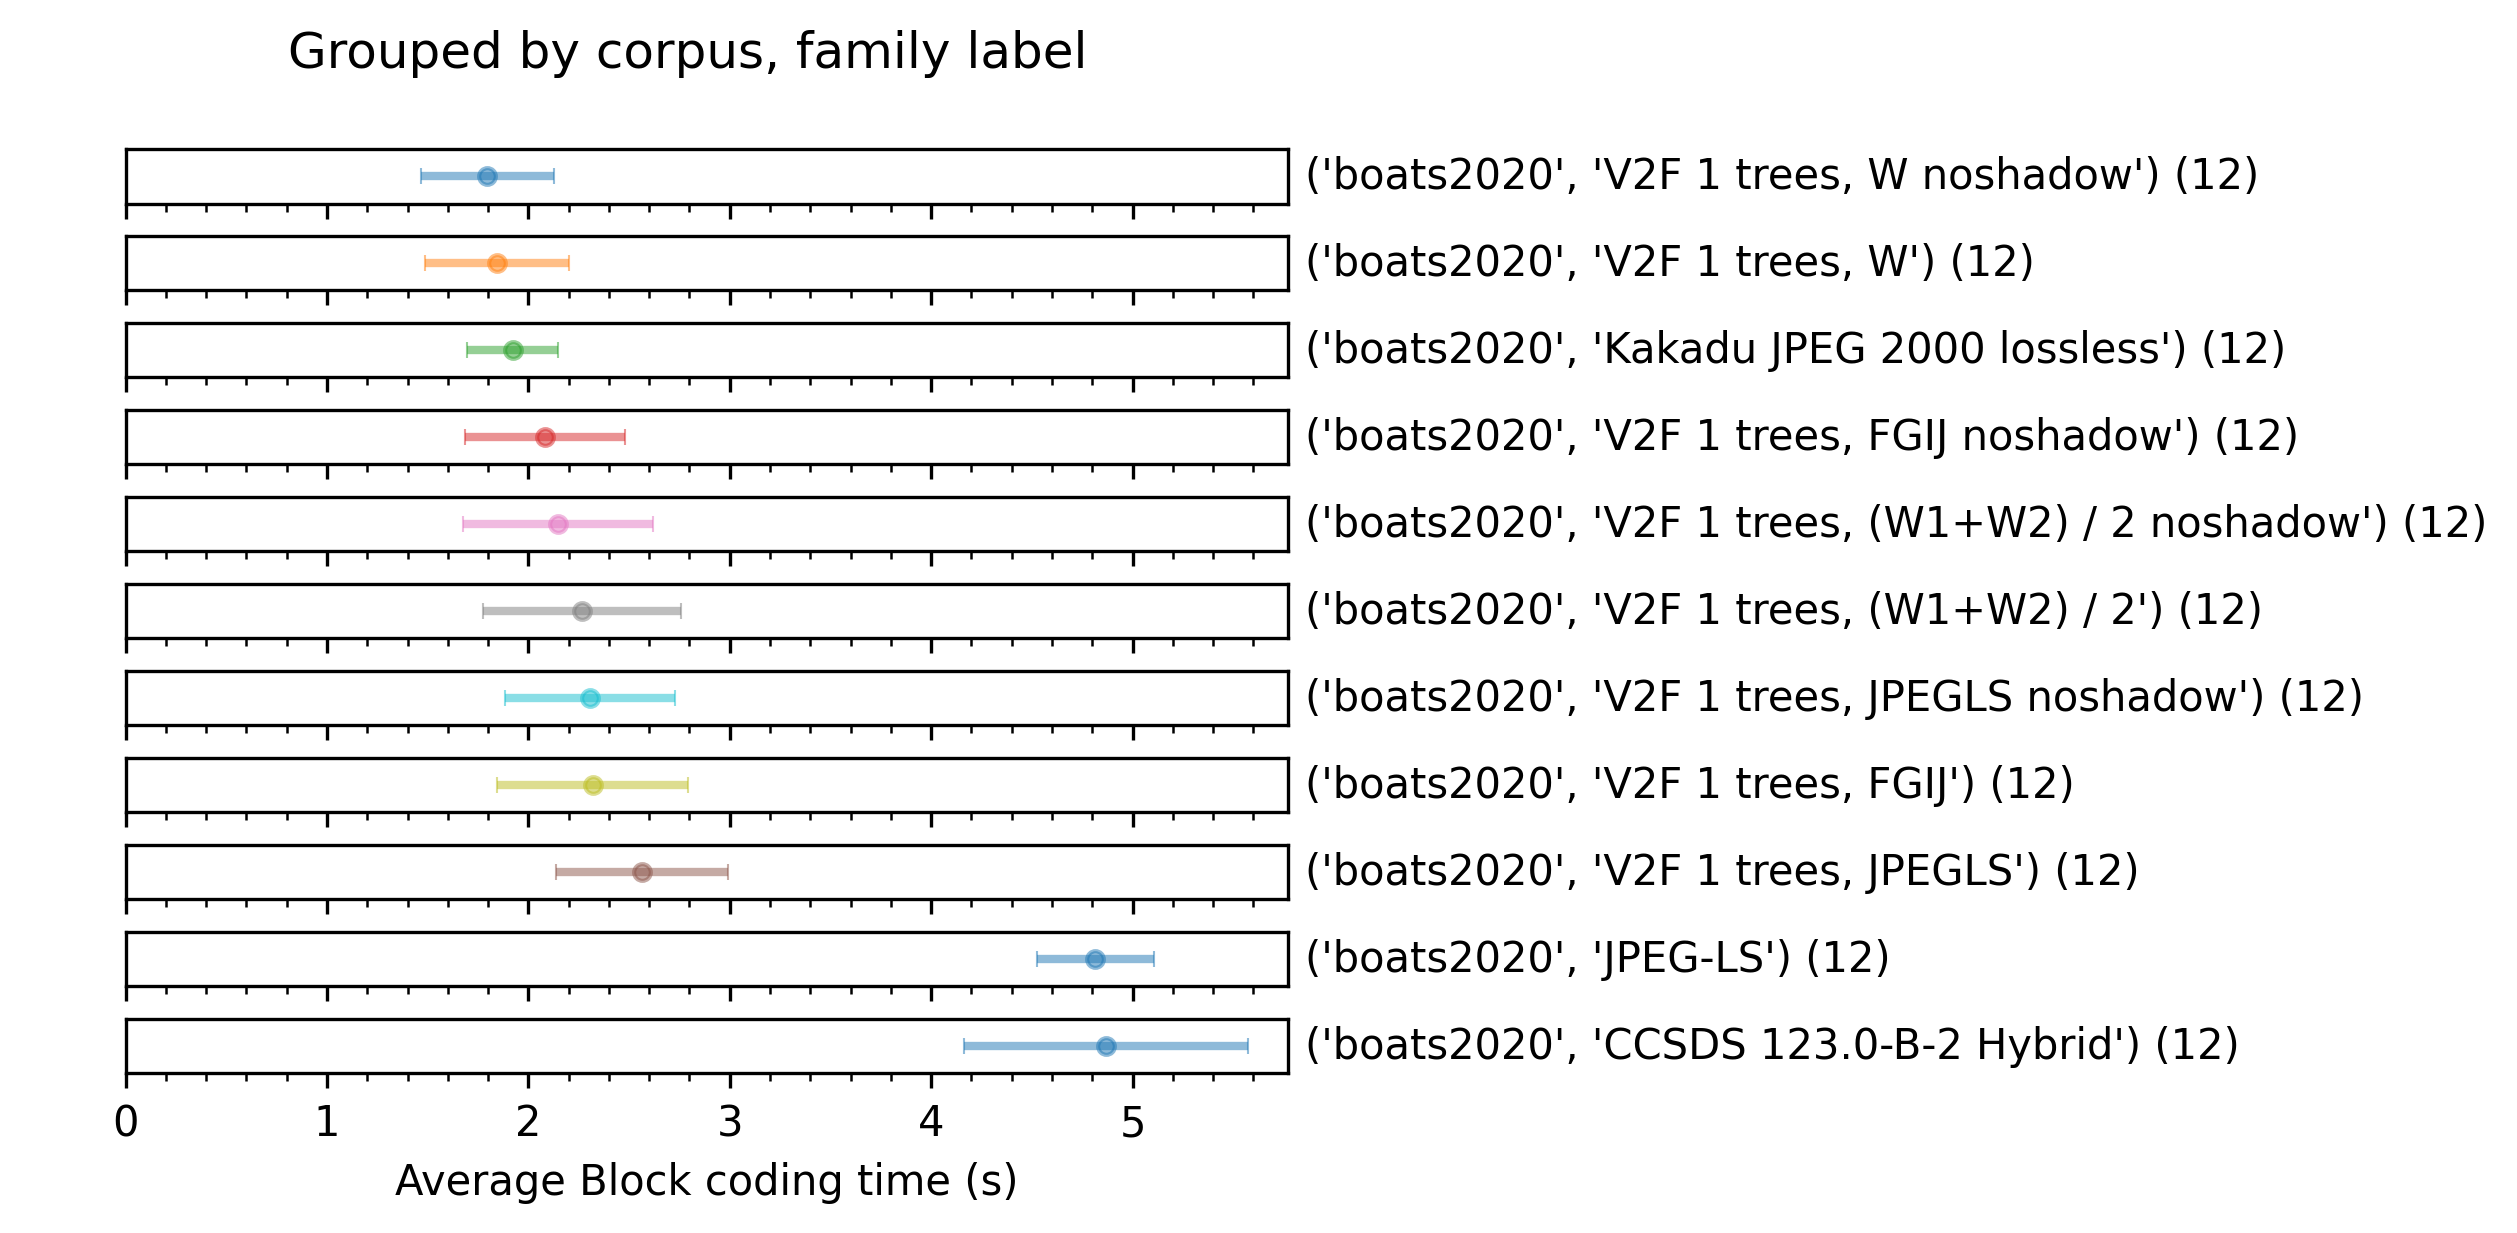 Grouped by corpus, family label
('boats2020', 'V2F 1 trees, W noshadow') (12)
('boats2020', 'V2F 1 trees, W') (12)
('boats2020', 'Kakadu JPEG 2000 lossless') (12)
('boats2020', 'V2F 1 trees, FGIJ noshadow') (12)
('boats2020', 'V2F 1 trees, (W1+W2) / 2 noshadow') (12)
('boats2020', 'V2F 1 trees, (W1+W2) / 2') (12)
('boats2020', 'V2F 1 trees, JPEGLS noshadow') (12)
('boats2020', 'V2F 1 trees, FGIJ') (12)
('boats2020', 'V2F 1 trees, JPEGLS') (12)
('boats2020', 'JPEG-LS') (12)
('boats2020', 'CCSDS 123.0-B-2 Hybrid') (12)
0 1 2 3 4 5
Average Block coding time (s)